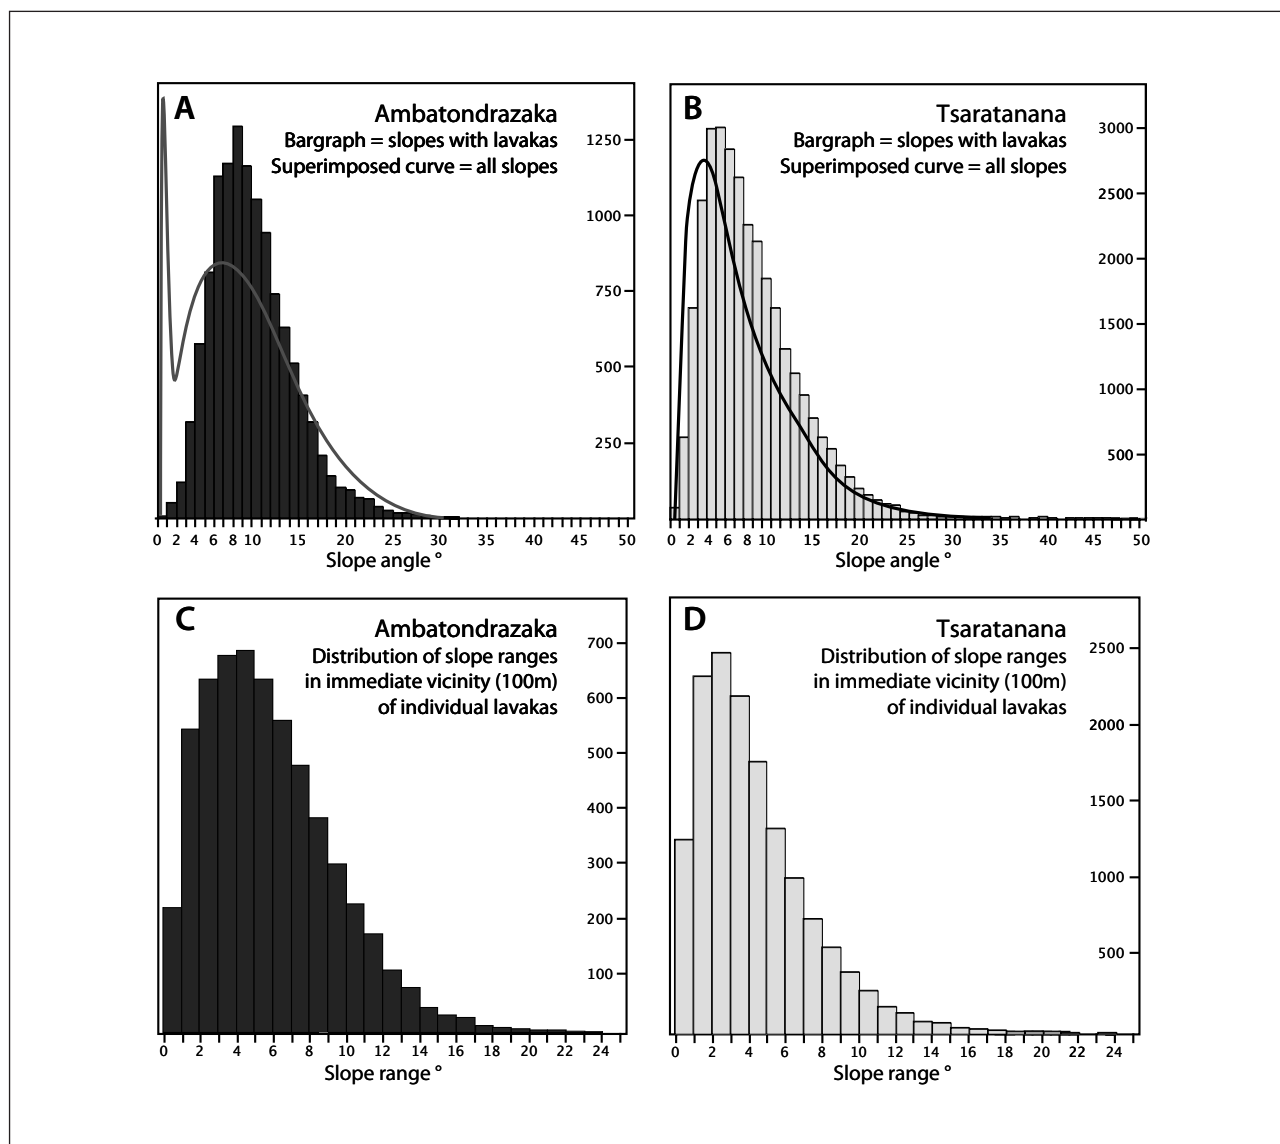 A
Ambatondrazaka
Bargraph = slopes with lavakas
Superimposed curve = all slopes
1250
1000
750
500
250
0 2 4 6 8 10 15 20 25 30 35 40 45 50
Slope angle °
B
Tsaratanana
Bargraph = slopes with lavakas
Superimposed curve = all slopes
3000
2500
2000
1500
1000
500
0 2 4 6 8 10 15 20 25 30 35 40 45 50
Slope angle °
C
Ambatondrazaka
Distribution of slope ranges
in immediate vicinity (100m)
of individual lavakas
700
600
500
400
300
200
100
0 2 4 6 8 10 12 14 16 18 20 22 24
Slope range °
D
Tsaratanana
Distribution of slope ranges
in immediate vicinity (100m)
of individual lavakas
2500
2000
1500
1000
500
0 2 4 6 8 10 12 14 16 18 20 22 24
Slope range °